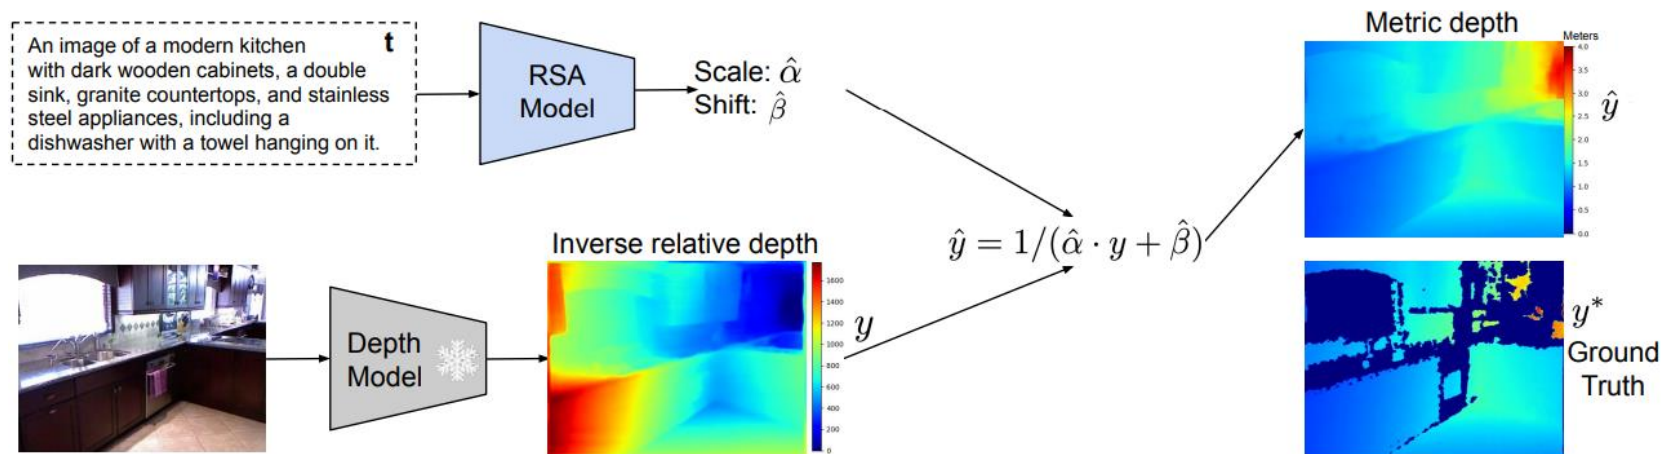 An image of a modern kitchen t
with dark wooden cabinets, a double
sink, granite countertops, and stainless
steel appliances, including a
dishwasher with a towel hanging on it.
RSA
Model
Scale: α̂
Shift: β̂
Metric depth
Meters
4.0
3.5
3.0
2.5
2.0
1.5
1.0
0.5
0.0
ŷ
ŷ = 1/(α̂ · y + β̂)
Depth
Model
Inverse relative depth
1600
1400
1200
1000
800
600
400
200
0
y
y*
Ground
Truth